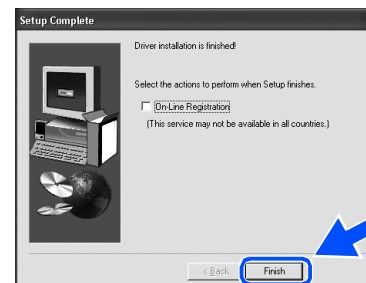 Setup Complete
Driver installation is finished!
Select the actions to perform when Setup finishes.
On-Line Registration
(This service may not be available in all countries.)
< Back
Finish